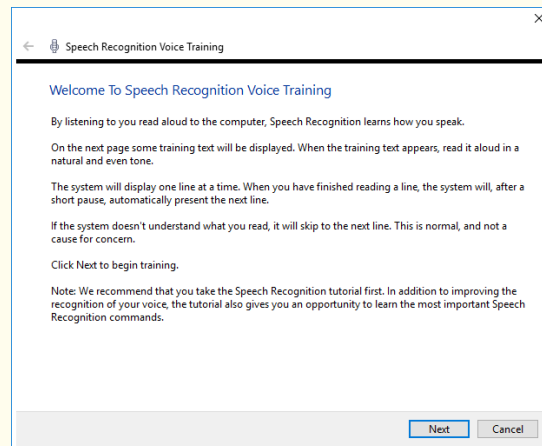 Speech Recognition Voice Training
Welcome To Speech Recognition Voice Training
By listening to you read aloud to the computer, Speech Recognition learns how you speak.
On the next page some training text will be displayed. When the training text appears, read it aloud in a
natural and even tone.
The system will display one line at a time. When you have finished reading a line, the system will, after a
short pause, automatically present the next line.
If the system doesn't understand what you read, it will skip to the next line. This is normal, and not a
cause for concern.
Click Next to begin training.
Note: We recommend that you take the Speech Recognition tutorial first. In addition to improving the
recognition of your voice, the tutorial also gives you an opportunity to learn the most important Speech
Recognition commands.
Next Cancel